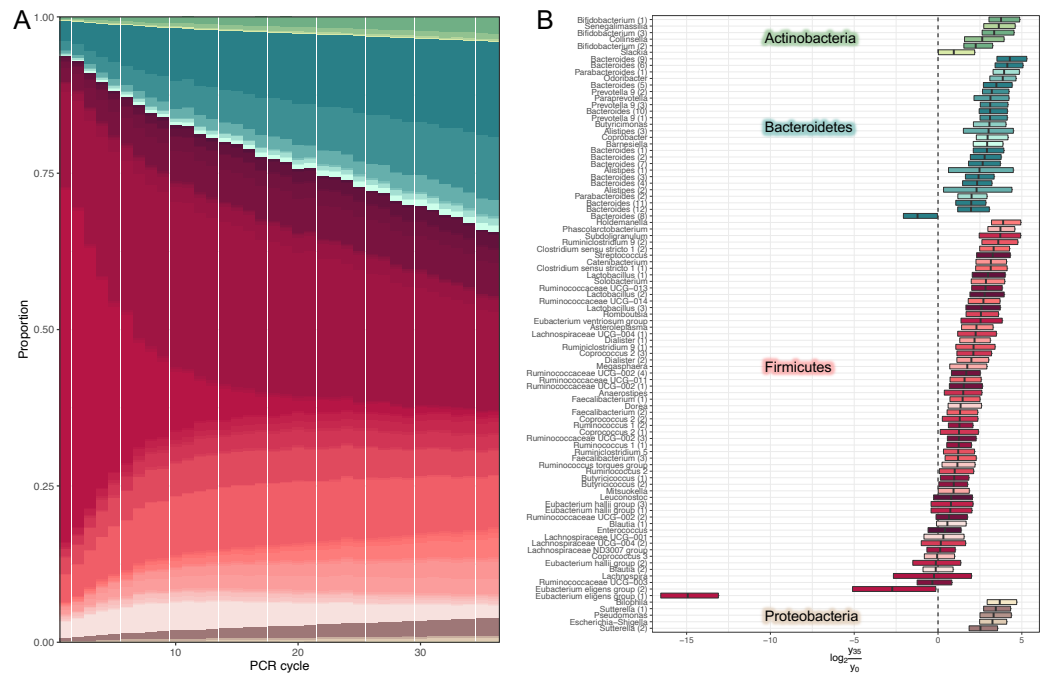 A
1.00
0.75
0.50
0.25
0.00
Proportion
10
20
30
PCR cycle
B
Bifidobacterium (1)
Senegalimassilia
Bifidobacterium (3)
Collinsella
Bifidobacterium (2)
Slackia
Bacteroides (9)
Bacteroides (6)
Parabacteroides (1)
Odoribacter
Bacteroides (5)
Prevotella 9 (2)
Paraprevotella
Prevotella 9 (3)
Bacteroides (10)
Prevotella 9 (1)
Butyricimonas
Alistipes (3)
Coprobacter
Barnesiella
Bacteroides (1)
Bacteroides (2)
Bacteroides (7)
Alistipes (1)
Bacteroides (3)
Bacteroides (4)
Alistipes (2)
Parabacteroides (2)
Bacteroides (11)
Bacteroides (12)
Bacteroides (8)
Holdemanella
Phascolarctobacterium
Subdoligranulum
Ruminiclostridium 9 (2)
Clostridium sensu stricto 1 (2)
Streptococcus
Catenibacterium
Clostridium sensu stricto 1 (1)
Lactobacillus (1)
Solobacterium
Ruminococcaceae UCG−013
Lactobacillus (2)
Ruminococcaceae UCG−014
Lactobacillus (3)
Romboutsia
Eubacterium ventriosum group
Asteroleplasma
Lachnospiraceae UCG−004 (1)
Dialister (1)
Ruminiclostridium 9 (1)
Coprococcus 2 (3)
Dialister (2)
Megasphaera
Ruminococcaceae UCG−002 (4)
Ruminococcaceae UCG−011
Ruminococcaceae UCG−002 (1)
Anaerostipes
Faecalibacterium (1)
Dorea
Faecalibacterium (2)
Coprococcus 2 (2)
Ruminococcus 1 (2)
Coprococcus 2 (1)
Ruminococcaceae UCG−002 (3)
Ruminococcus 1 (1)
Ruminiclostridium 5
Faecalibacterium (3)
Ruminococcus torques group
Ruminococcus 2
Butyricicoccus (1)
Butyricicoccus (2)
Mitsuokella
Leuconostoc
Eubacterium hallii group (3)
Eubacterium hallii group (1)
Ruminococcaceae UCG−002 (2)
Blautia (1)
Enterococcus
Lachnospiraceae UCG−001
Lachnospiraceae UCG−004 (2)
Lachnospiraceae ND3007 group
Coprococcus 3
Eubacterium hallii group (2)
Blautia (2)
Lachnospira
Ruminococcaceae UCG−003
Eubacterium eligens group (2)
Eubacterium eligens group (1)
Bilophila
Sutterella (1)
Pseudomonas
Escherichia−Shigella
Sutterella (2)
Actinobacteria
Bacteroidetes
Firmicutes
Proteobacteria
−15
−10
−5
0
5
log₂ y₃₅/y₀